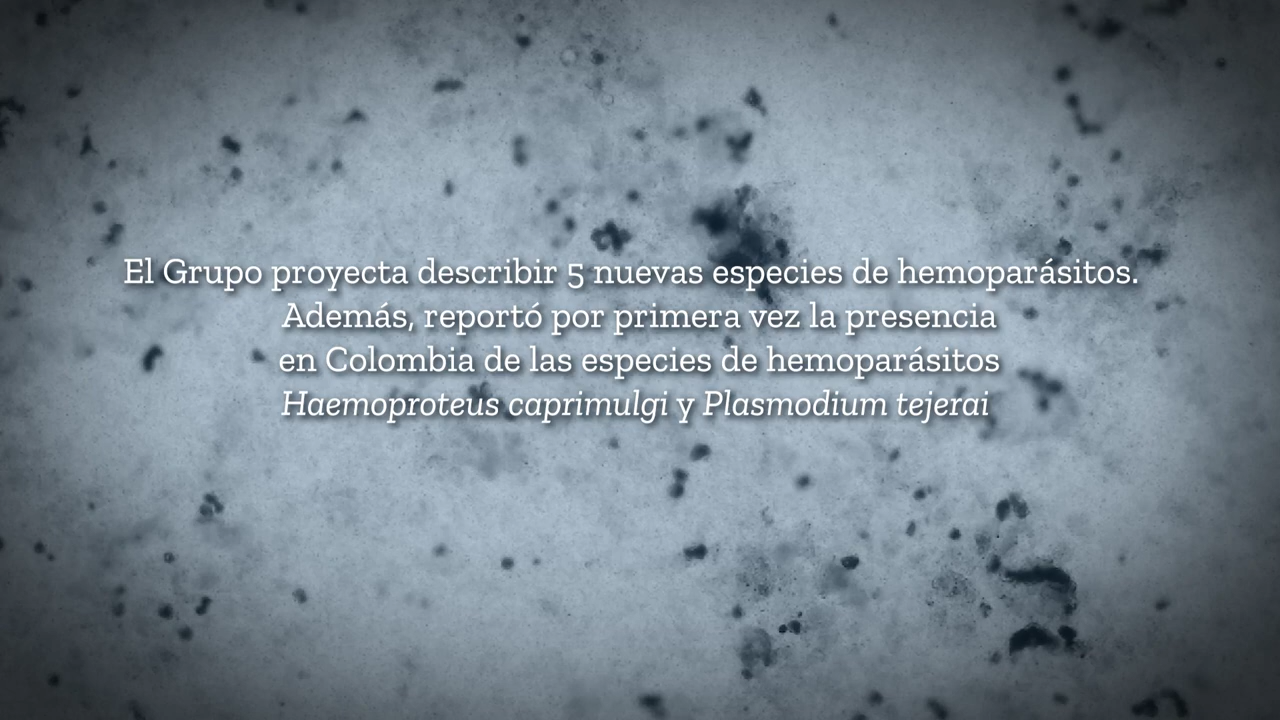 El Grupo proyecta describir 5 nuevas especies de hemoparásitos.
Además, reportó por primera vez la presencia
en Colombia de las especies de hemoparásitos
Haemoproteus caprimulgi y Plasmodium tejerai